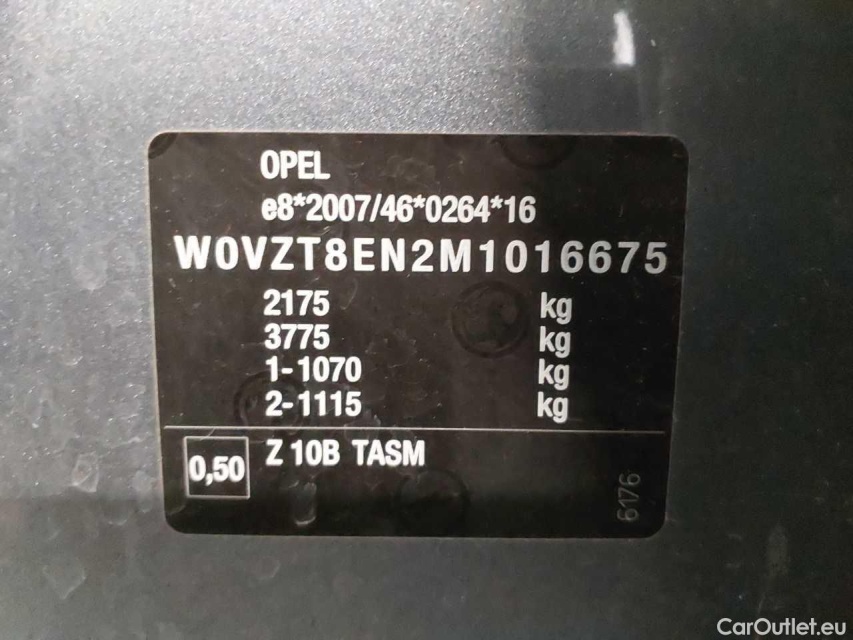 OPEL
e8*2007/46*0264*16
W0VZT8EN2M1016675
2175 kg
3775 kg
1-1070 kg
2-1115 kg
0,50 Z 10B TASM
6176
CarOutlet.eu